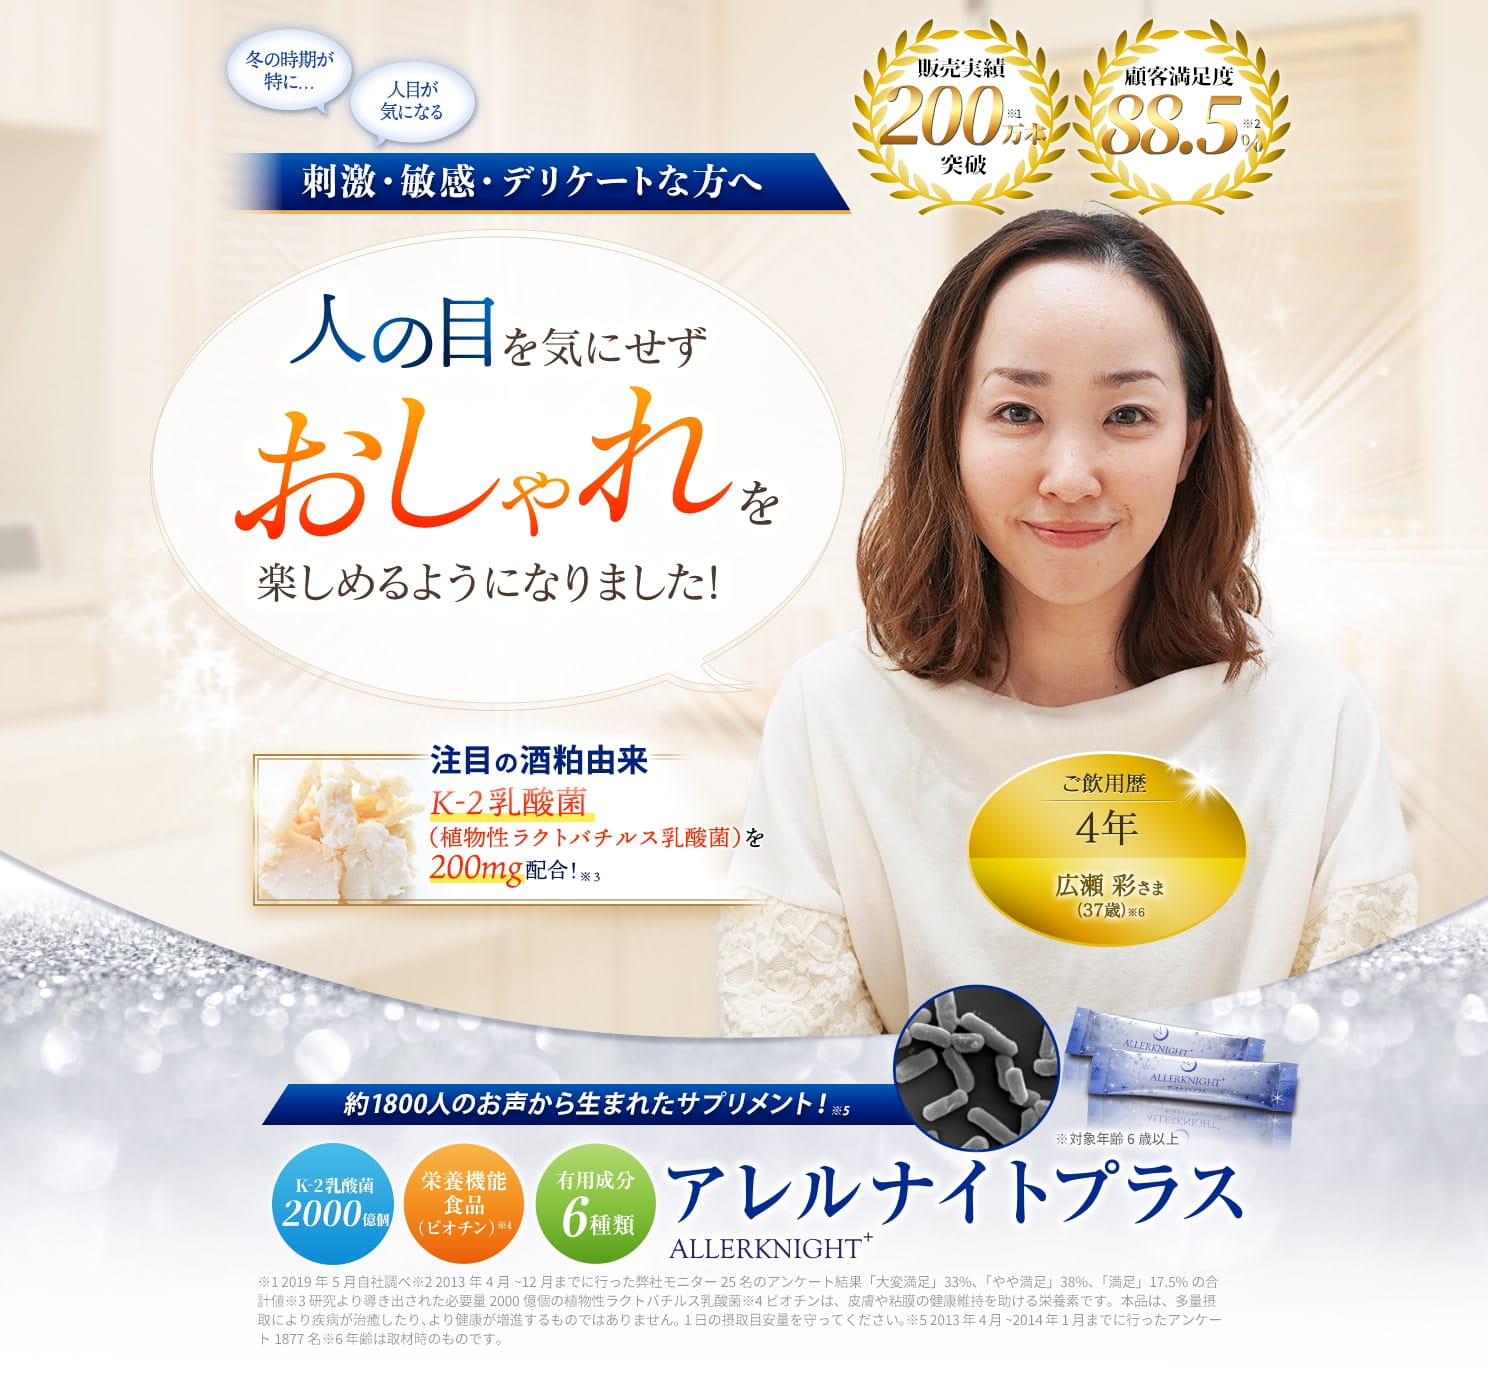 冬の時期が
特に…
人目が
気になる
販売実績
200万本※1
突破
顧客満足度
88.5%※2
刺激・敏感・デリケートな方へ
人の目を気にせず
おしゃれを
楽しめるようになりました!
注目の酒粕由来
K-2乳酸菌
(植物性ラクトバチルス乳酸菌)を
200mg配合!※3
ご飲用歴
4年
広瀬 彩さま
(37歳)※6
ALLERKNIGHT+
ALLERKNIGHT+
※対象年齢6歳以上
約1800人のお声から生まれたサプリメント!※5
K-2乳酸菌
2000億個
栄養機能
食品
(ビオチン)※4
有用成分
6種類
アレルナイトプラス
ALLERKNIGHT+
※1 2019年5月自社調べ※2 2013年4月~12月までに行った弊社モニター25名のアンケート結果「大変満足」33%、「やや満足」38%、「満足」17.5%の合
計値※3 研究より導き出された必要量2000億個の植物性ラクトバチルス乳酸菌※4 ビオチンは、皮膚や粘膜の健康維持を助ける栄養素です。本品は、多量摂
取により疾病が治癒したり、より健康が増進するものではありません。1日の摂取目安量を守ってください。※5 2013年4月~2014年1月までに行ったアンケー
ト1877名※6 年齢は取材時のものです。